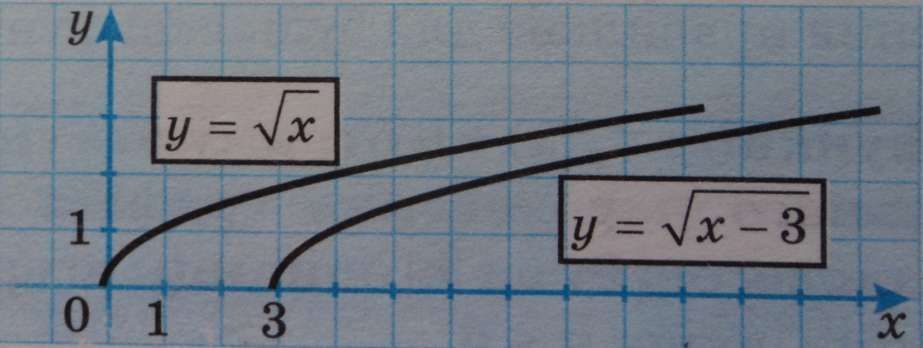 y
y = √x
1
y = √x − 3
0 1 3 x